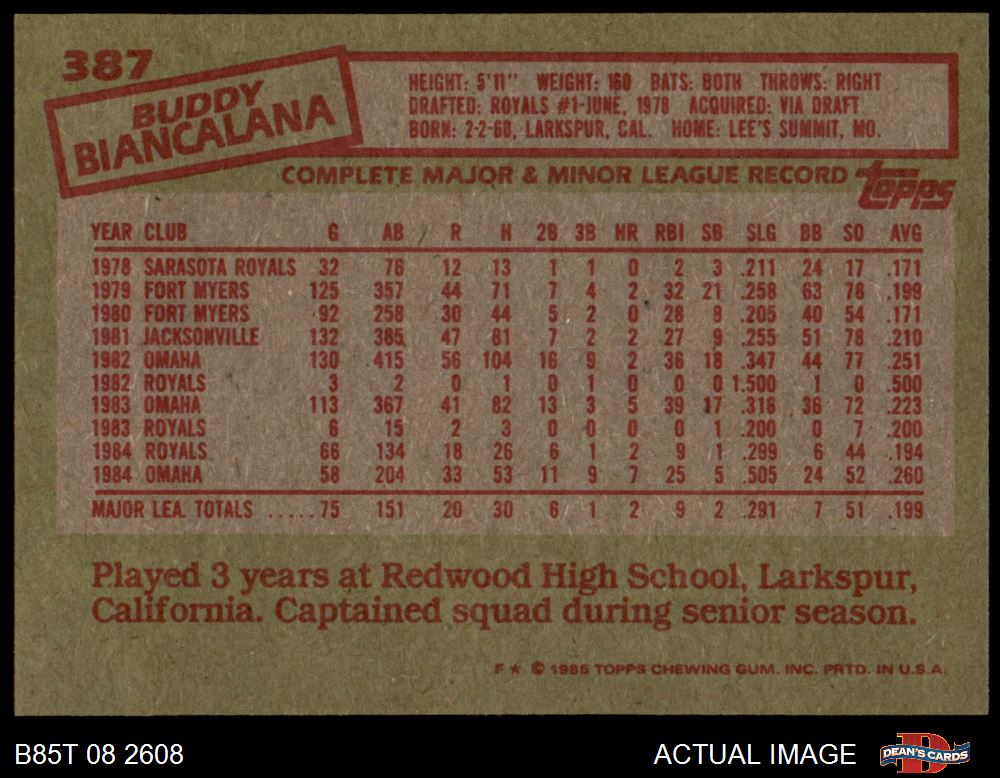 387
BUDDY
BIANCALANA
HEIGHT: 5'11" WEIGHT: 160 BATS: BOTH THROWS: RIGHT
DRAFTED: ROYALS #1-JUNE, 1978 ACQUIRED: VIA DRAFT
BORN: 2-2-60, LARKSPUR, CAL. HOME: LEE'S SUMMIT, MO.
COMPLETE MAJOR & MINOR LEAGUE RECORD topps
YEAR CLUB G AB R H 2B 3B HR RBI SB SLG BB SO AVG
1978 SARASOTA ROYALS 32 76 12 13 1 1 0 2 3 .211 24 17 .171
1979 FORT MYERS 125 357 44 71 7 4 2 32 21 .258 63 78 .199
1980 FORT MYERS 92 258 30 44 5 2 0 28 8 .205 40 54 .171
1981 JACKSONVILLE 132 385 47 81 7 2 2 27 9 .255 51 78 .210
1982 OMAHA 130 415 56 104 16 9 2 36 18 .347 44 77 .251
1982 ROYALS 3 2 0 1 0 1 0 0 0 1.500 1 0 .500
1983 OMAHA 113 367 41 82 13 3 5 39 17 .316 36 72 .223
1983 ROYALS 6 15 2 3 0 0 0 0 1 .200 0 7 .200
1984 ROYALS 66 134 18 26 6 1 2 9 1 .299 6 44 .194
1984 OMAHA 58 204 33 53 11 9 7 25 5 .505 24 52 .260
MAJOR LEA. TOTALS .....75 151 20 30 6 1 2 9 2 .291 7 51 .199
Played 3 years at Redwood High School, Larkspur,
California. Captained squad during senior season.
F ★ © 1985 TOPPS CHEWING GUM. INC. PRTD. IN U.S.A.
B85T 08 2608 ACTUAL IMAGE DEAN'S CARDS